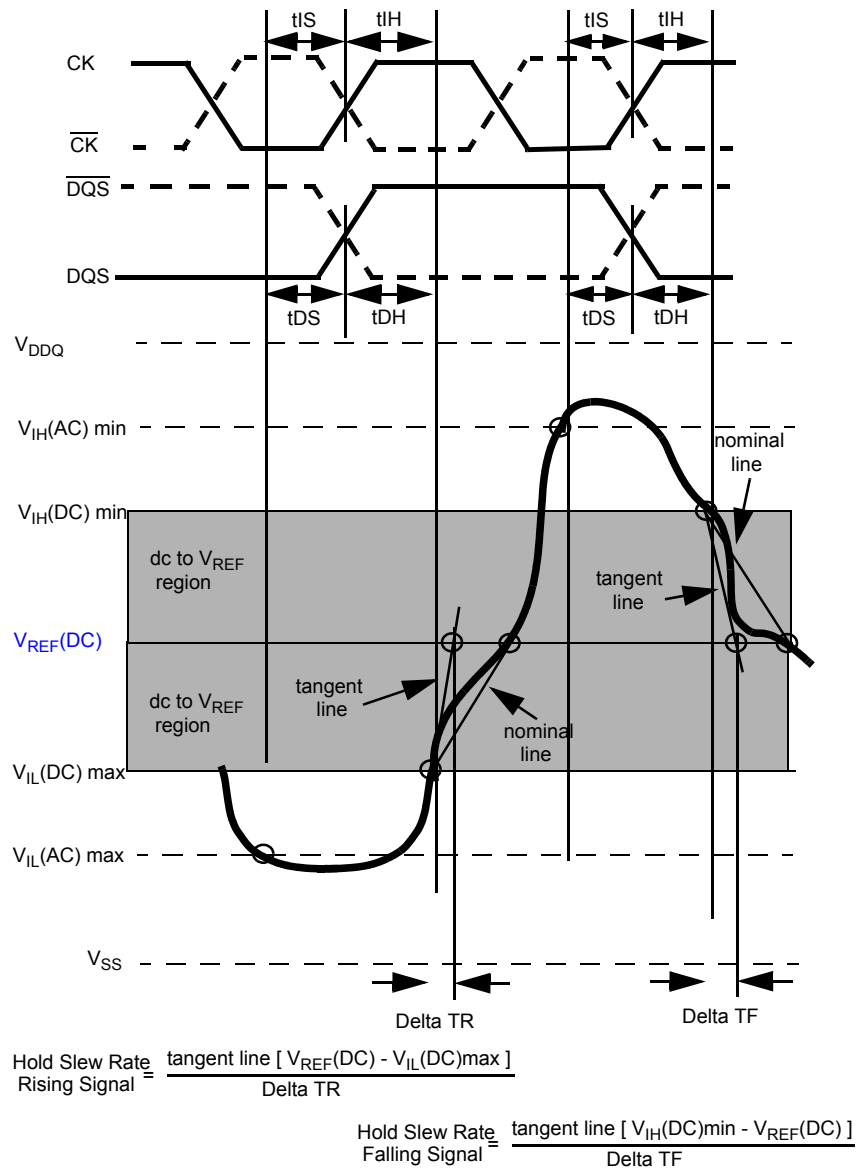 tIS tIH tIS tIH
CK
CK
DQS
DQS
tDS tDH tDS tDH
VDDQ
VIH(AC) min
nominal
line
VIH(DC) min
dc to VREF
region
tangent
line
VREF(DC)
dc to VREF
region
tangent
line
nominal
line
VIL(DC) max
VIL(AC) max
VSS
Delta TR Delta TF
Hold Slew Rate
Rising Signal = tangent line [ VREF(DC) - VIL(DC)max ]
Delta TR
Hold Slew Rate
Falling Signal = tangent line [ VIH(DC)min - VREF(DC) ]
Delta TF